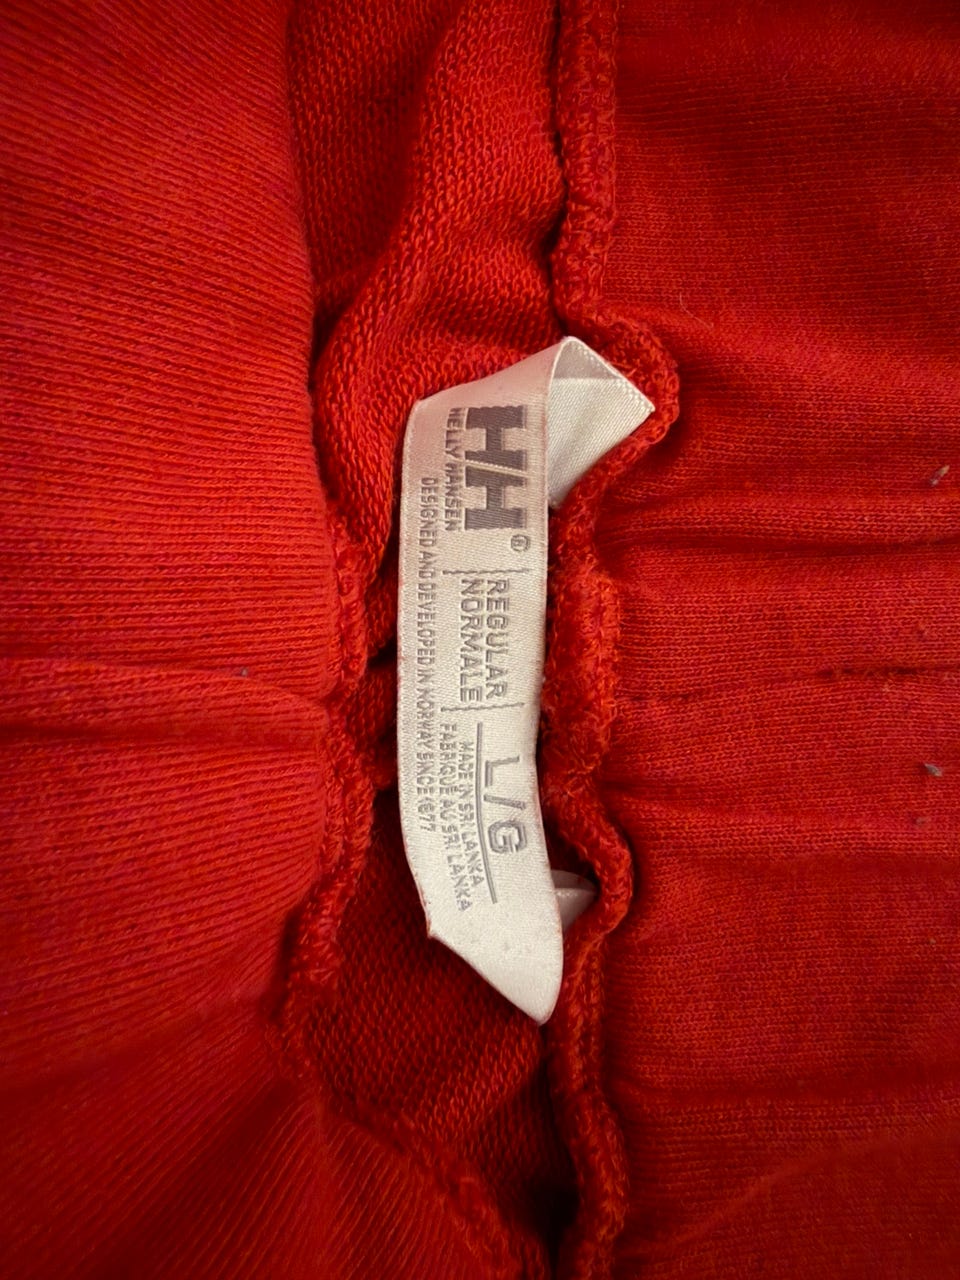 H/H®
HELLY HANSEN
DESIGNED AND DEVELOPED IN NORWAY SINCE 1877
REGULAR
NORMALE
L/G
MADE IN SRI LANKA
FABRIQUÉ AU SRI LANKA